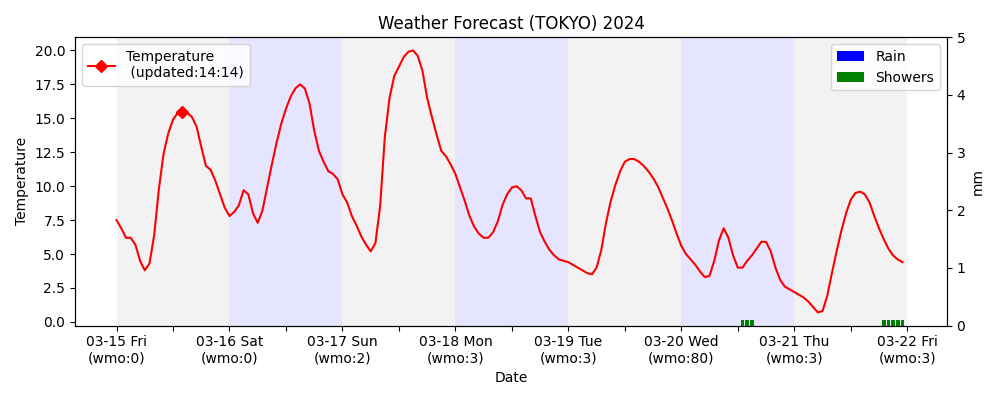 Weather Forecast (TOKYO) 2024
Temperature
(updated:14:14)
Rain
Showers
Temperature
20.0
17.5
15.0
12.5
10.0
7.5
5.0
2.5
0.0
5
4
3
2
1
0
mm
03-15 Fri
(wmo:0)
03-16 Sat
(wmo:0)
03-17 Sun
(wmo:2)
03-18 Mon
(wmo:3)
03-19 Tue
(wmo:3)
03-20 Wed
(wmo:80)
03-21 Thu
(wmo:3)
03-22 Fri
(wmo:3)
Date